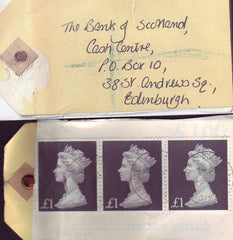 The Bank of Scotland,
Cash Centre,
P.O. Box 10,
38 St. Andrews Sq.,
Edinburgh.
£1 £1 £1